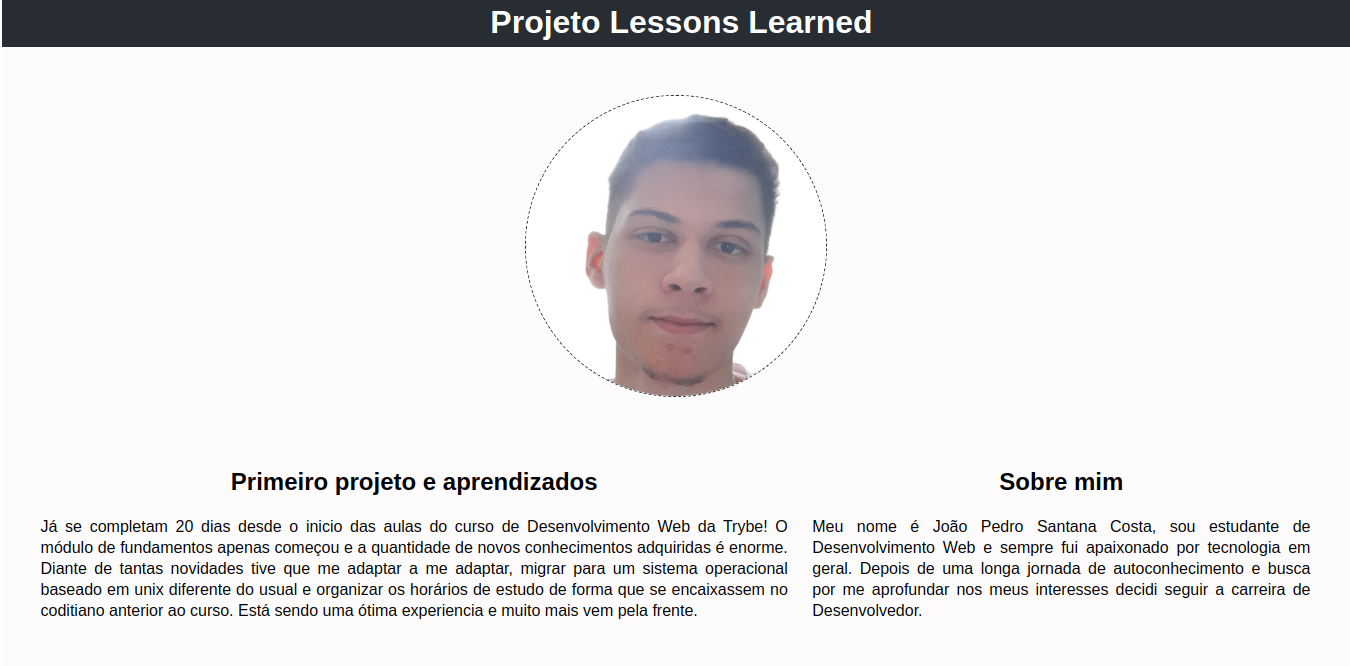 Projeto Lessons Learned
Primeiro projeto e aprendizados
Já se completam 20 dias desde o inicio das aulas do curso de Desenvolvimento Web da Trybe! O
módulo de fundamentos apenas começou e a quantidade de novos conhecimentos adquiridas é enorme.
Diante de tantas novidades tive que me adaptar a me adaptar, migrar para um sistema operacional
baseado em unix diferente do usual e organizar os horários de estudo de forma que se encaixassem no
coditiano anterior ao curso. Está sendo uma ótima experiencia e muito mais vem pela frente.
Sobre mim
Meu nome é João Pedro Santana Costa, sou estudante de
Desenvolvimento Web e sempre fui apaixonado por tecnologia em
geral. Depois de uma longa jornada de autoconhecimento e busca
por me aprofundar nos meus interesses decidi seguir a carreira de
Desenvolvedor.